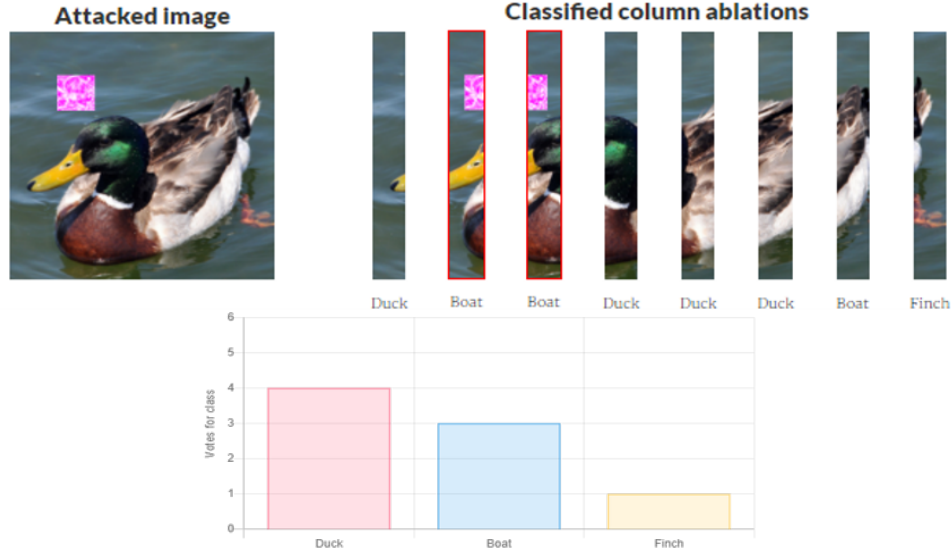 Attacked image
Classified column ablations
Duck Boat Boat Duck Duck Duck Boat Finch
Votes for class
6
5
4
3
2
1
0
Duck Boat Finch